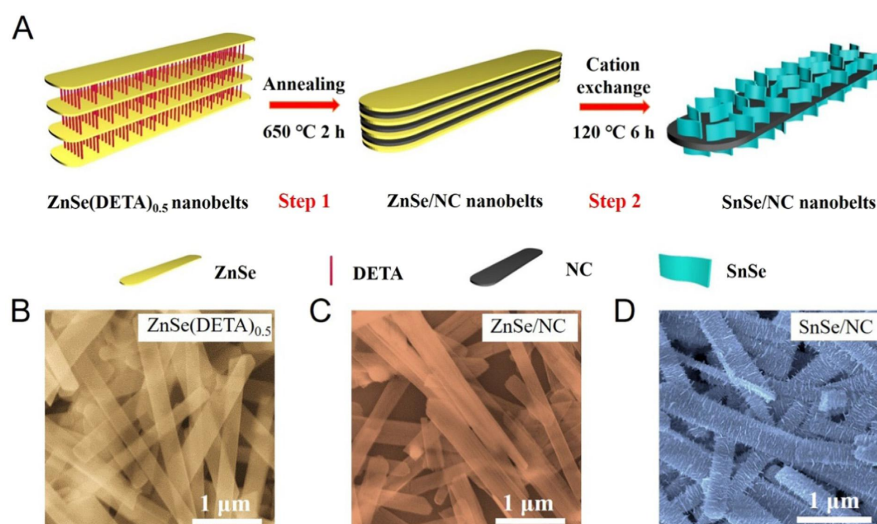 A
Annealing
650 °C 2 h
Cation
exchange
120 °C 6 h
ZnSe(DETA)0.5 nanobelts
Step 1
ZnSe/NC nanobelts
Step 2
SnSe/NC nanobelts
ZnSe
DETA
NC
SnSe
B
ZnSe(DETA)0.5
1 μm
C
ZnSe/NC
1 μm
D
SnSe/NC
1 μm